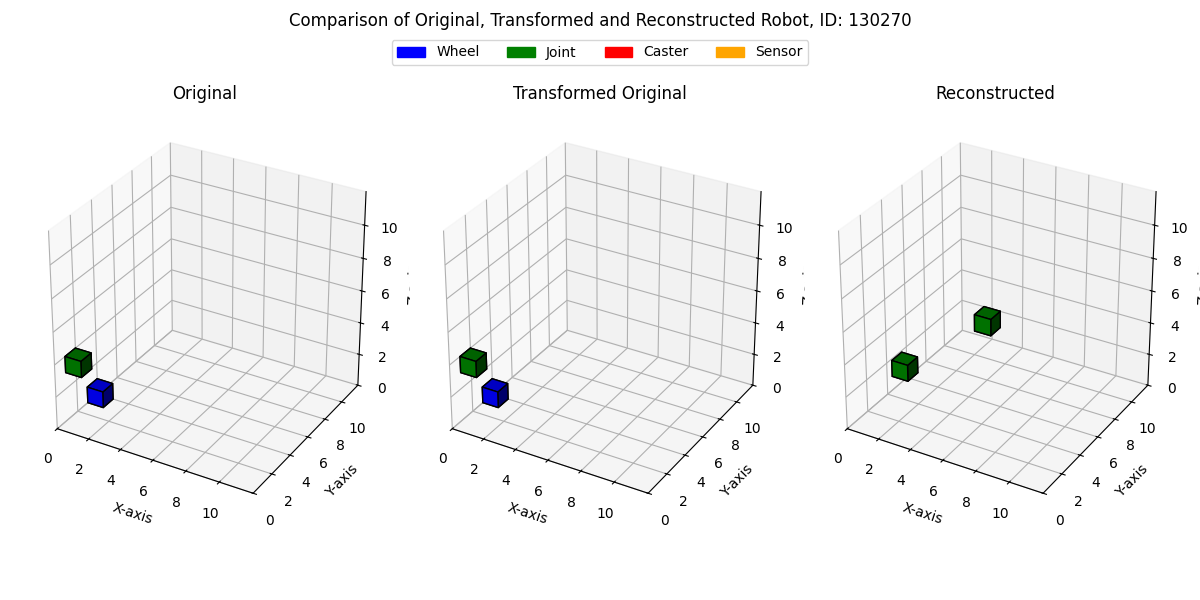 Comparison of Original, Transformed and Reconstructed Robot, ID: 130270
Wheel Joint Caster Sensor
Original Transformed Original Reconstructed
10 10 10
8 8 8
6 6 6
4 4 4
2 2 2
0 0 0
10 10 10
8 8 8
6 6 6
4 4 4
2 2 2
0 0 0
0 2 4 6 8 10 0 2 4 6 8 10 0 2 4 6 8 10
X-axis Y-axis X-axis Y-axis X-axis Y-axis